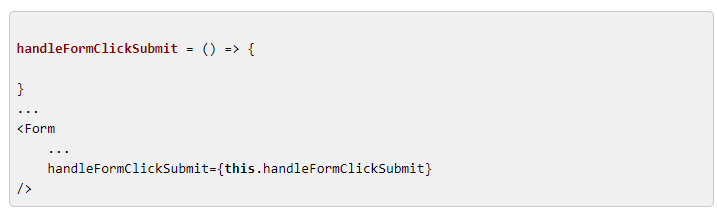 handleFormClickSubmit = () => {
}
...
<Form
    ...
    handleFormClickSubmit={this.handleFormClickSubmit}
/>